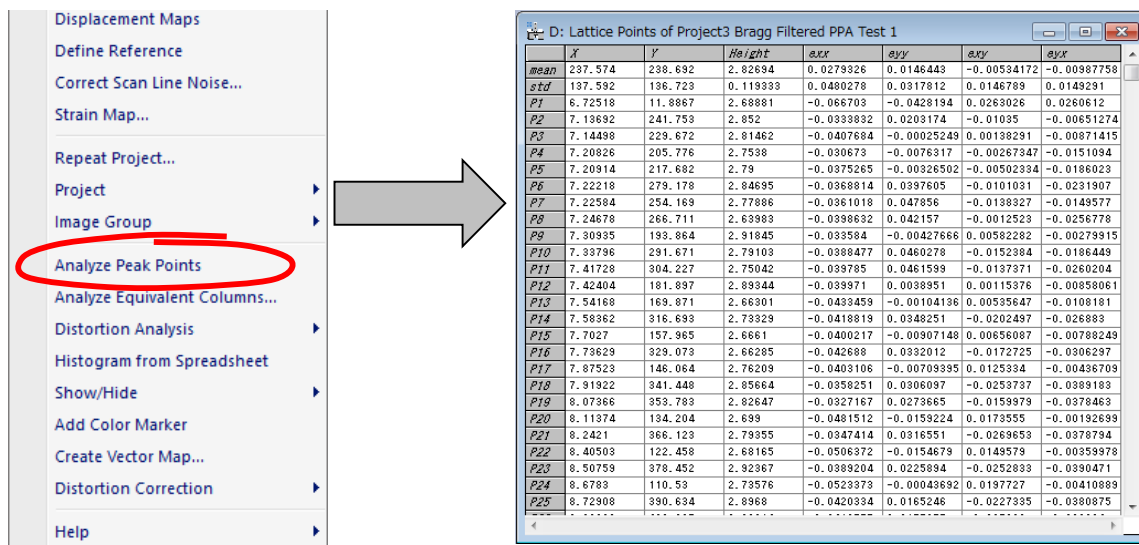 Displacement Maps
Define Reference
Correct Scan Line Noise...
Strain Map...
Repeat Project...
Project
Image Group
Analyze Peak Points
Analyze Equivalent Columns...
Distortion Analysis
Histogram from Spreadsheet
Show/Hide
Add Color Marker
Create Vector Map...
Distortion Correction
Help
D: Lattice Points of Project3 Bragg Filtered PPA Test 1
X Y Height exx eyy exy eyx
mean 237.574 238.692 2.82694 0.0279326 0.0146443 -0.00534172 -0.00987758
std 137.592 136.723 0.119333 0.0480278 0.0317812 0.0146789 0.0149291
P1 6.72518 11.8867 2.68881 -0.066703 -0.0428194 0.0263026 0.0260612
P2 7.13692 241.753 2.852 -0.0333832 0.0203174 -0.01035 -0.00651274
P3 7.14498 229.672 2.81462 -0.0407684 -0.00025249 0.00138291 -0.00871415
P4 7.20826 205.776 2.7538 -0.030673 -0.0076317 -0.00267347 -0.0151094
P5 7.20914 217.682 2.79 -0.0375265 -0.00326502 -0.00502334 -0.0186023
P6 7.22218 279.178 2.84695 -0.0368814 0.0397605 -0.0101031 -0.0231907
P7 7.22584 254.169 2.77886 -0.0361018 0.047856 -0.0138327 -0.0149577
P8 7.24678 266.711 2.63983 -0.0398632 0.042157 -0.0012523 -0.0256778
P9 7.30935 193.864 2.91845 -0.033584 -0.00427666 0.00582282 -0.00279915
P10 7.33796 291.671 2.79103 -0.0388477 0.0460278 -0.0152384 -0.0186449
P11 7.41728 304.227 2.75042 -0.039785 0.0461599 -0.0137371 -0.0260204
P12 7.42404 181.897 2.89344 -0.039971 0.0038951 0.00115376 -0.00858061
P13 7.54168 169.871 2.66301 -0.0433459 -0.00104136 0.00535647 -0.0108181
P14 7.58362 316.693 2.73329 -0.0418819 0.0348251 -0.0202497 -0.026883
P15 7.7027 157.965 2.6661 -0.0400217 -0.00907148 0.00656087 -0.00788249
P16 7.73629 329.073 2.66285 -0.042688 0.0332012 -0.0172725 -0.0306297
P17 7.87523 146.064 2.76209 -0.0403106 -0.00709395 0.0125334 -0.00436709
P18 7.91922 341.448 2.85664 -0.0358251 0.0306097 -0.0253737 -0.0389183
P19 8.07366 353.783 2.82647 -0.0327167 0.0273665 -0.0159979 -0.0378463
P20 8.11374 134.204 2.699 -0.0481512 -0.0159224 0.0173555 -0.00192699
P21 8.2421 366.123 2.79355 -0.0347414 0.0316551 -0.0269653 -0.0378794
P22 8.40503 122.458 2.68165 -0.0506372 -0.0154679 0.0149579 -0.00359978
P23 8.50759 378.452 2.92367 -0.0389204 0.0225894 -0.0252833 -0.0390471
P24 8.6783 110.53 2.73576 -0.0523373 -0.00043692 0.0197727 -0.00410889
P25 8.72908 390.634 2.8968 -0.0420334 0.0165246 -0.0227335 -0.0380875